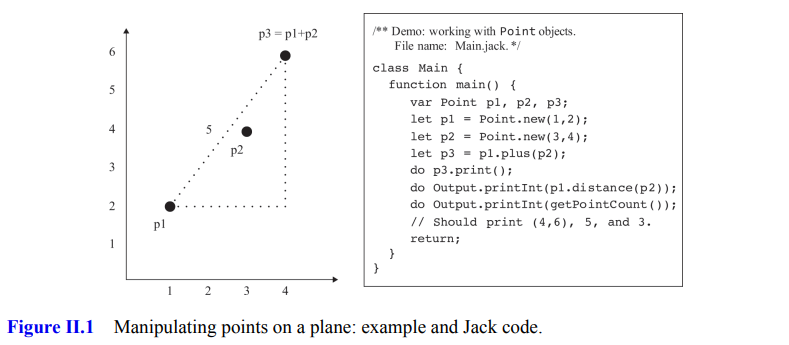 p3 = p1+p2
6
5
4
3
2
1
5
p2
p1
1 2 3 4
/** Demo: working with Point objects.
File name: Main.jack. */
class Main {
function main() {
var Point p1, p2, p3;
let p1 = Point.new(1,2);
let p2 = Point.new(3,4);
let p3 = p1.plus(p2);
do p3.print();
do Output.printInt(p1.distance(p2));
do Output.printInt(getPointCount());
// Should print (4,6), 5, and 3.
return;
}
}
Figure II.1 Manipulating points on a plane: example and Jack code.